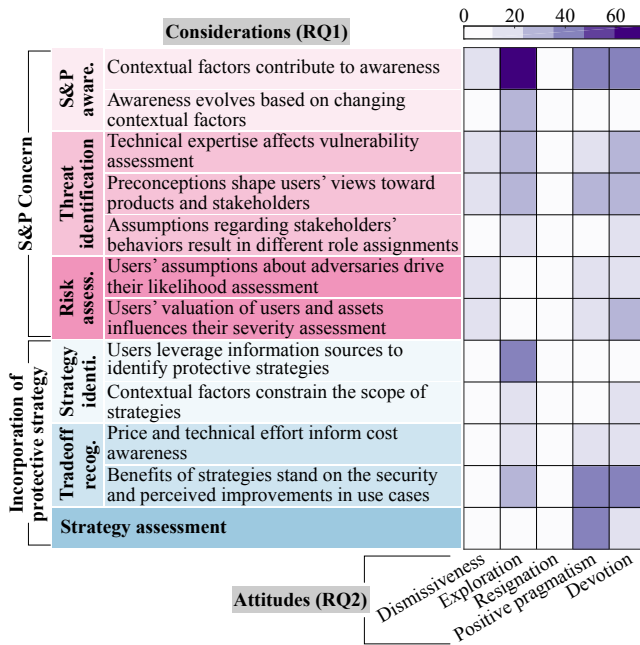 Considerations (RQ1)
0 20 40 60
S&P Concern
S&P
aware.
Contextual factors contribute to awareness
Awareness evolves based on changing
contextual factors
Threat
identification
Technical expertise affects vulnerability
assessment
Preconceptions shape users' views toward
products and stakeholders
Assumptions regarding stakeholders'
behaviors result in different role assignments
Risk
assess.
Users' assumptions about adversaries drive
their likelihood assessment
Users' valuation of users and assets
influences their severity assessment
Incorporation of
protective strategy
Strategy
identi.
Users leverage information sources to
identify protective strategies
Contextual factors constrain the scope of
strategies
Tradeoff
recog.
Price and technical effort inform cost
awareness
Benefits of strategies stand on the security
and perceived improvements in use cases
Strategy assessment
Attitudes (RQ2)
Dismissiveness
Exploration
Resignation
Positive pragmatism
Devotion